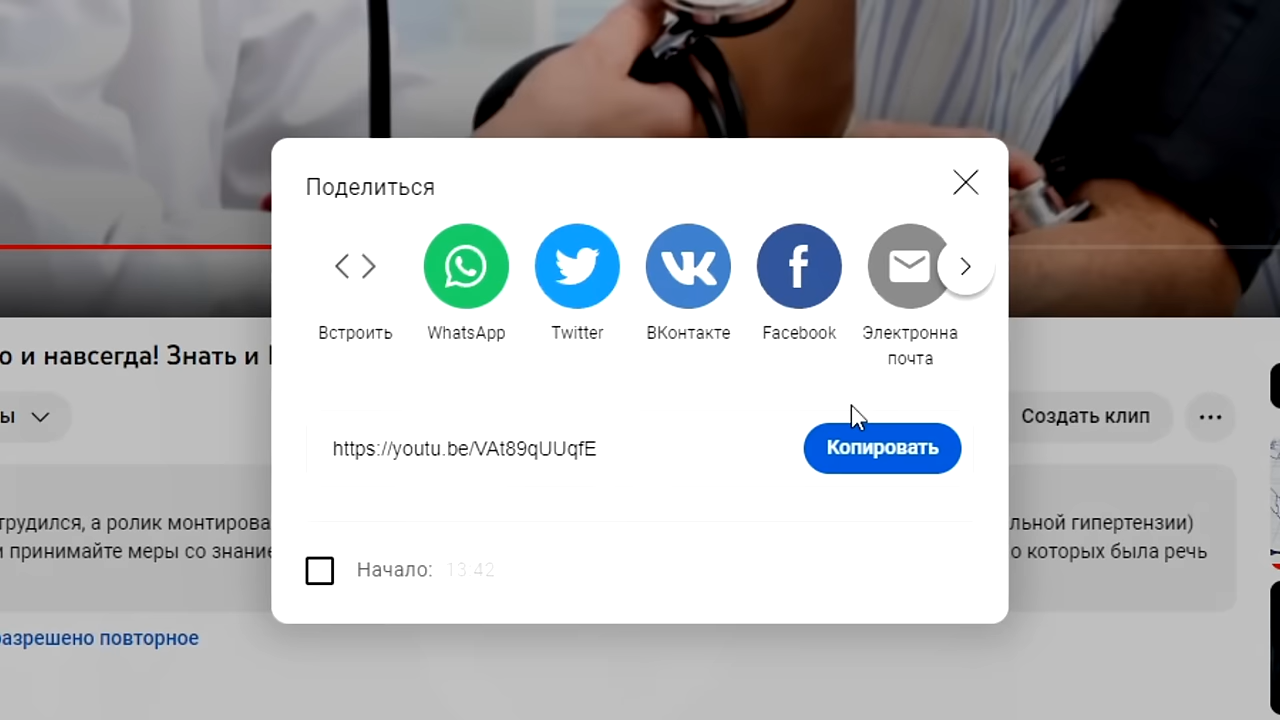 Поделиться
Встроить
WhatsApp
Twitter
ВКонтакте
Facebook
Электронна
почта
о и навсегда! Знать и
ы
Создать клип
https://youtu.be/VAt89qUUqfE
Копировать
трудился, а ролик монтирова
льной гипертензии)
и принимайте меры со знание
о которых была речь
Начало: 13:42
разрешено повторное